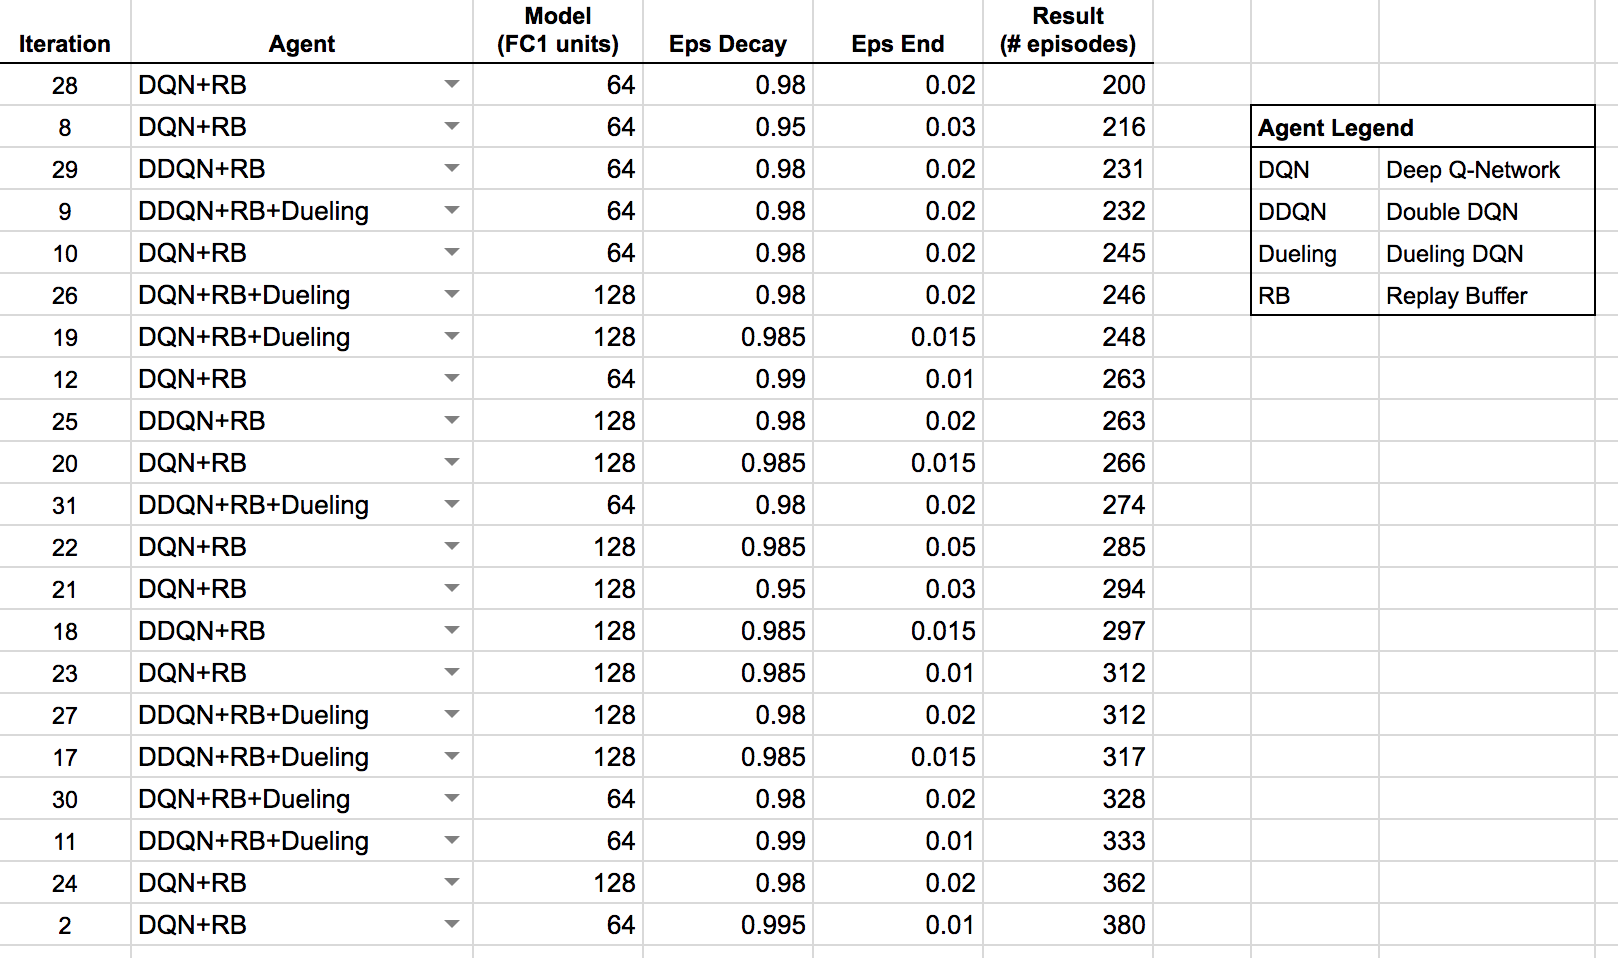 Iteration Agent Model (FC1 units) Eps Decay Eps End Result (# episodes)
28 DQN+RB 64 0.98 0.02 200
8 DQN+RB 64 0.95 0.03 216
29 DDQN+RB 64 0.98 0.02 231
9 DDQN+RB+Dueling 64 0.98 0.02 232
10 DQN+RB 64 0.98 0.02 245
26 DQN+RB+Dueling 128 0.98 0.02 246
19 DQN+RB+Dueling 128 0.985 0.015 248
12 DQN+RB 64 0.99 0.01 263
25 DDQN+RB 128 0.98 0.02 263
20 DQN+RB 128 0.985 0.015 266
31 DDQN+RB+Dueling 64 0.98 0.02 274
22 DQN+RB 128 0.985 0.05 285
21 DQN+RB 128 0.95 0.03 294
18 DDQN+RB 128 0.985 0.015 297
23 DQN+RB 128 0.985 0.01 312
27 DDQN+RB+Dueling 128 0.98 0.02 312
17 DDQN+RB+Dueling 128 0.985 0.015 317
30 DQN+RB+Dueling 64 0.98 0.02 328
11 DDQN+RB+Dueling 64 0.99 0.01 333
24 DQN+RB 128 0.98 0.02 362
2 DQN+RB 64 0.995 0.01 380
Agent Legend
DQN Deep Q-Network
DDQN Double DQN
Dueling Dueling DQN
RB Replay Buffer